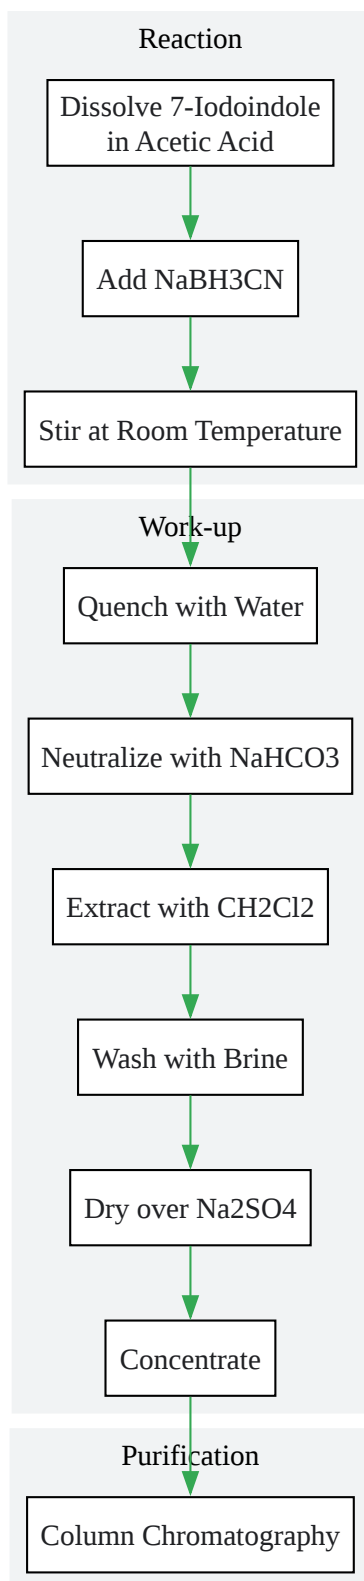 Reaction
Dissolve 7-Iodoindole
in Acetic Acid
Add NaBH3CN
Stir at Room Temperature
Work-up
Quench with Water
Neutralize with NaHCO3
Extract with CH2Cl2
Wash with Brine
Dry over Na2SO4
Concentrate
Purification
Column Chromatography